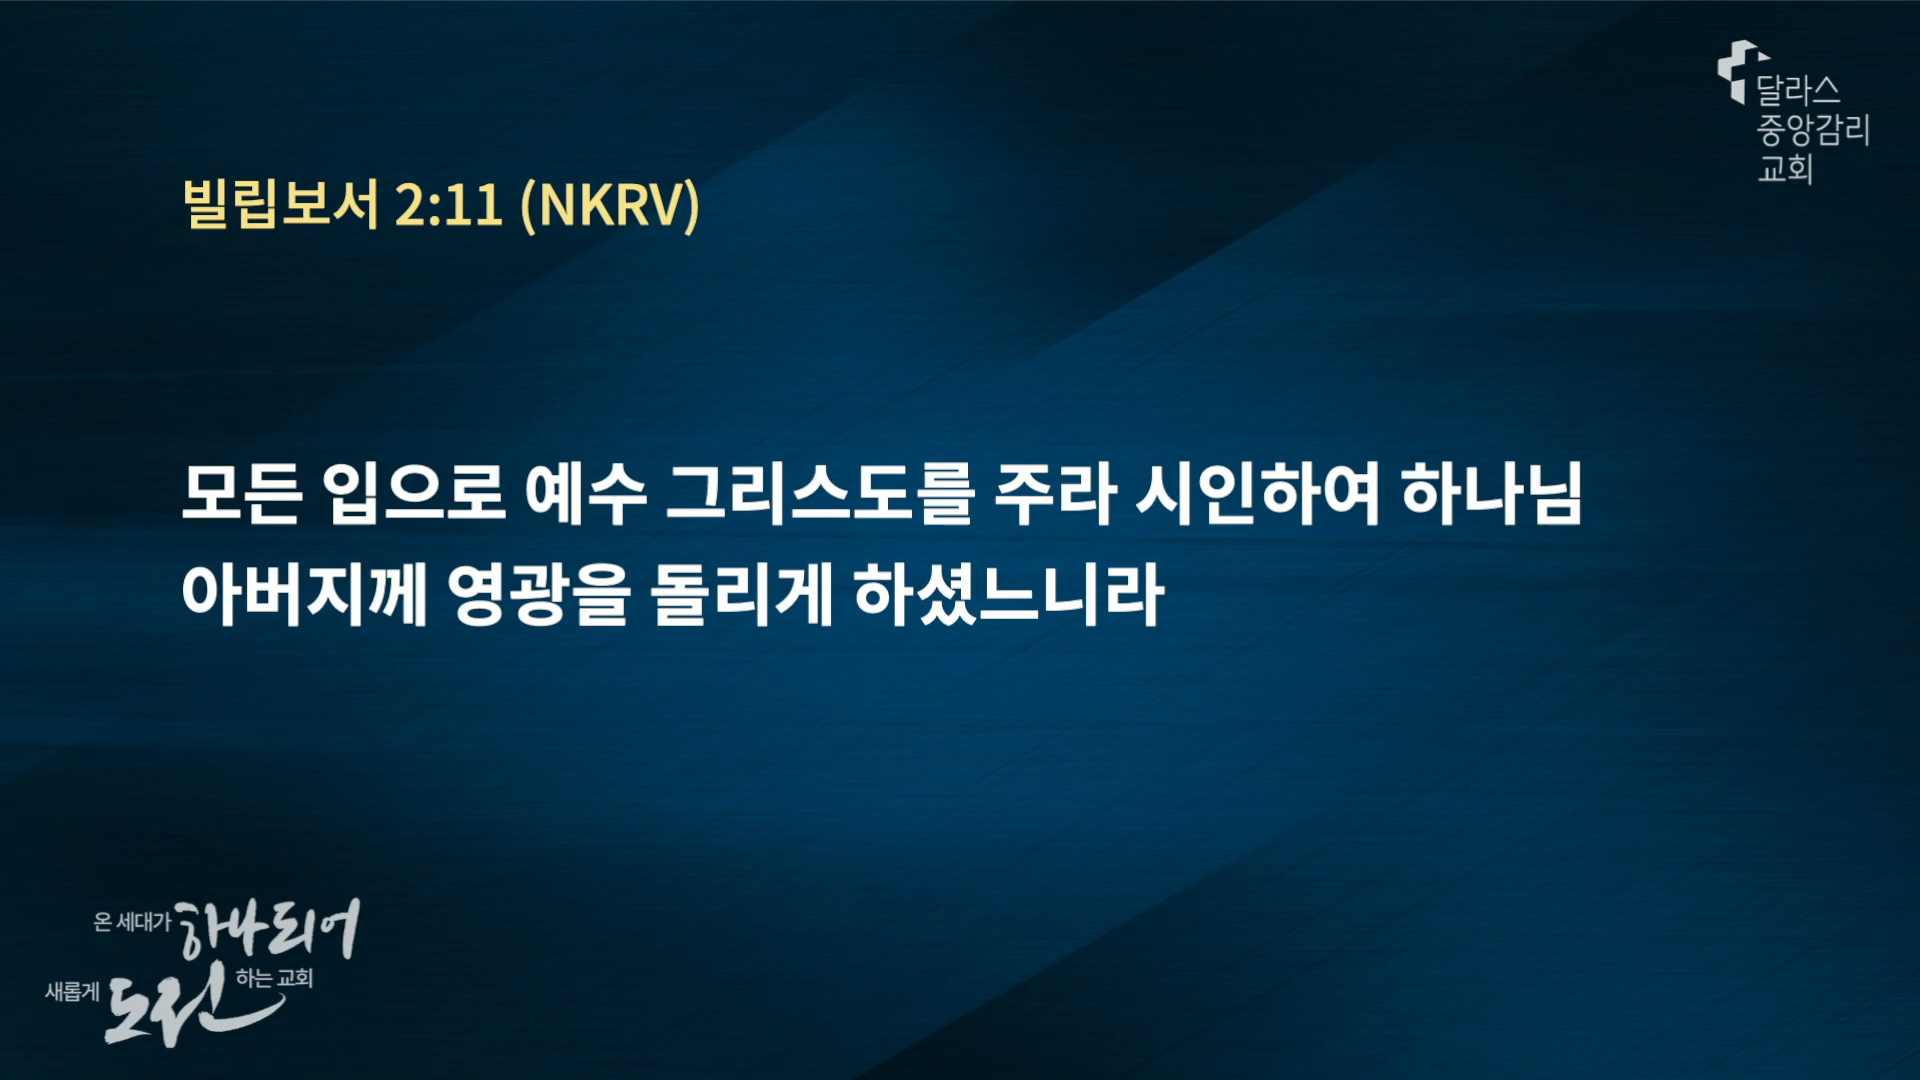 달라스
중앙감리
교회
빌립보서 2:11 (NKRV)
모든 입으로 예수 그리스도를 주라 시인하여 하나님
아버지께 영광을 돌리게 하셨느니라
온 세대가 하나되어
새롭게 도전 하는 교회